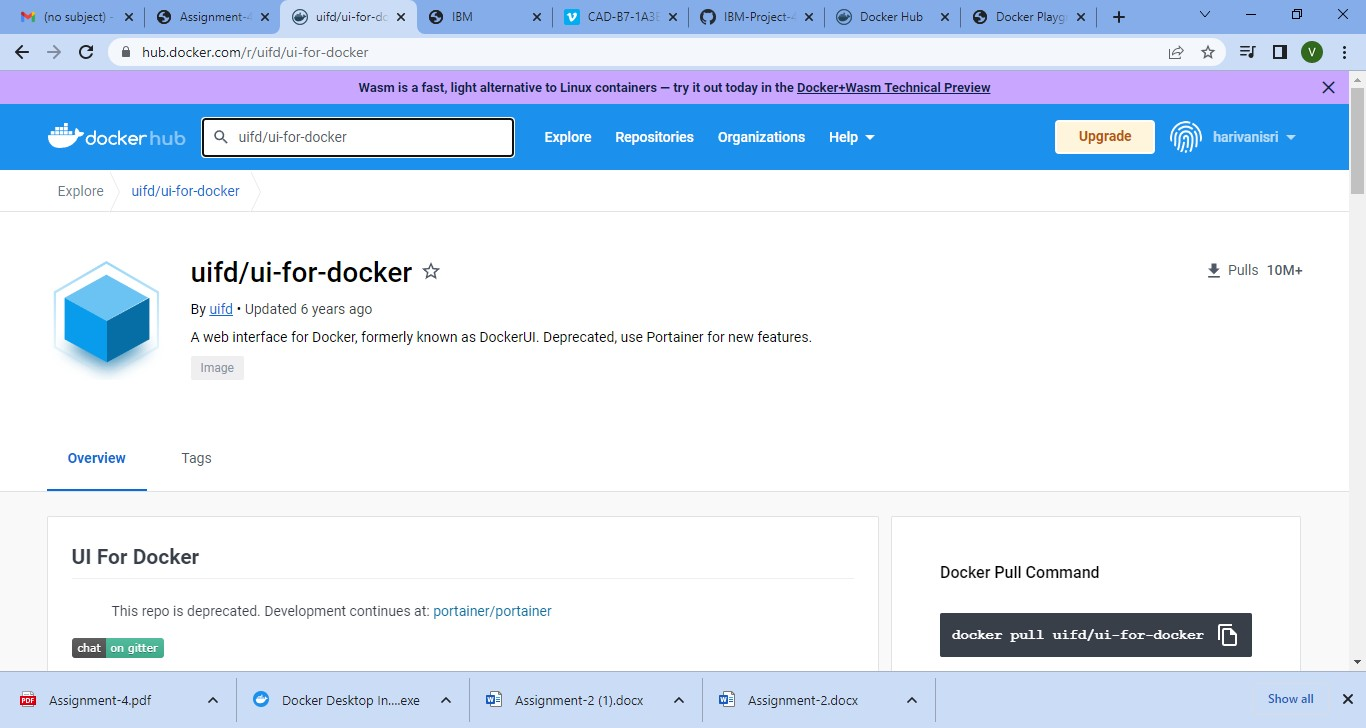 (no subject) -
Assignment-4
uifd/ui-for-do
IBM
CAD-B7-1A3E
IBM-Project-4
Docker Hub
Docker Playg
hub.docker.com/r/uifd/ui-for-docker
V
Wasm is a fast, light alternative to Linux containers — try it out today in the Docker+Wasm Technical Preview
dockerhub
uifd/ui-for-docker
Explore
Repositories
Organizations
Help
Upgrade
harivanisri
Explore
uifd/ui-for-docker
uifd/ui-for-docker
Pulls 10M+
By uifd • Updated 6 years ago
A web interface for Docker, formerly known as DockerUI. Deprecated, use Portainer for new features.
Image
Overview
Tags
UI For Docker
This repo is deprecated. Development continues at: portainer/portainer
chat on gitter
Docker Pull Command
docker pull uifd/ui-for-docker
PDF
Assignment-4.pdf
Docker Desktop In....exe
Assignment-2 (1).docx
Assignment-2.docx
Show all